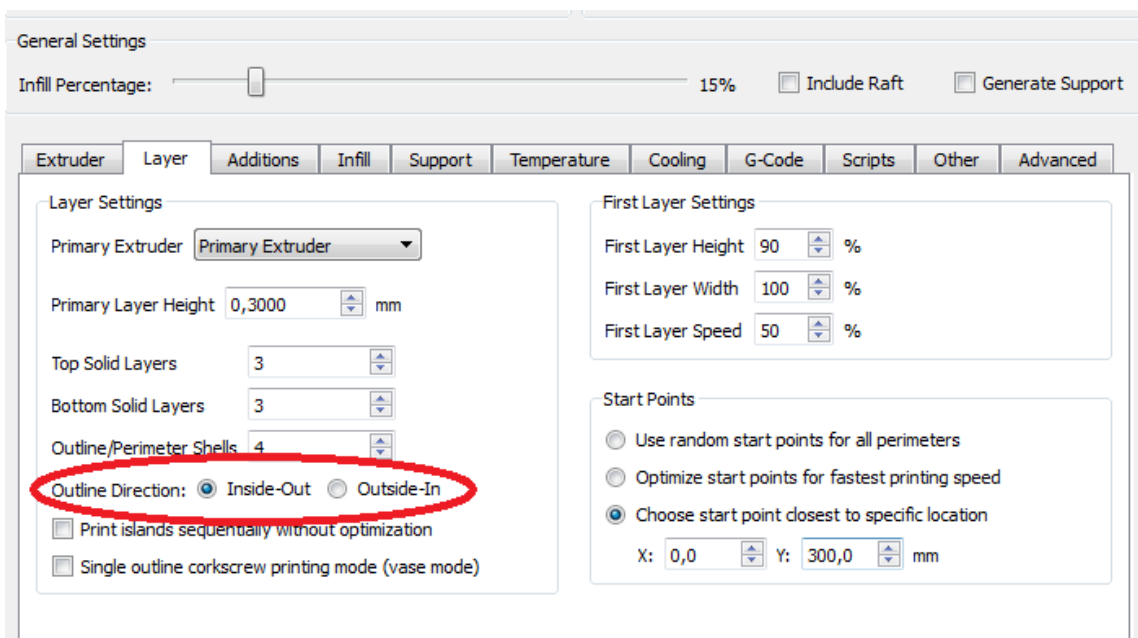 General Settings
Infill Percentage: 15% Include Raft Generate Support
Extruder Layer Additions Infill Support Temperature Cooling G-Code Scripts Other Advanced
Layer Settings
Primary Extruder Primary Extruder
Primary Layer Height 0,3000 mm
Top Solid Layers 3
Bottom Solid Layers 3
Outline/Perimeter Shells 4
Outline Direction: Inside-Out Outside-In
Print islands sequentially without optimization
Single outline corkscrew printing mode (vase mode)
First Layer Settings
First Layer Height 90 %
First Layer Width 100 %
First Layer Speed 50 %
Start Points
Use random start points for all perimeters
Optimize start points for fastest printing speed
Choose start point closest to specific location
X: 0,0 Y: 300,0 mm